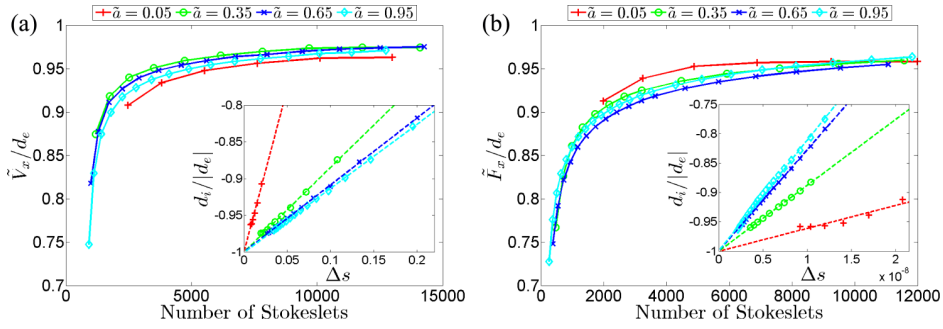 (a)
ã = 0.05 ã = 0.35 ã = 0.65 ã = 0.95
Ṽx/de
1
0.95
0.9
0.85
0.8
0.75
0.7
0 5000 10000 15000
Number of Stokeslets
di/|de|
-0.8
-0.85
-0.9
-0.95
-1
0 0.05 0.1 0.15 0.2
Δs
(b)
ã = 0.05 ã = 0.35 ã = 0.65 ã = 0.95
F̃x/de
1
0.95
0.9
0.85
0.8
0.75
0.7
0 2000 4000 6000 8000 10000 12000
Number of Stokeslets
di/|de|
-0.75
-0.8
-0.85
-0.9
-0.95
-1
0 0.5 1 1.5 2
Δs
x 10⁻⁸